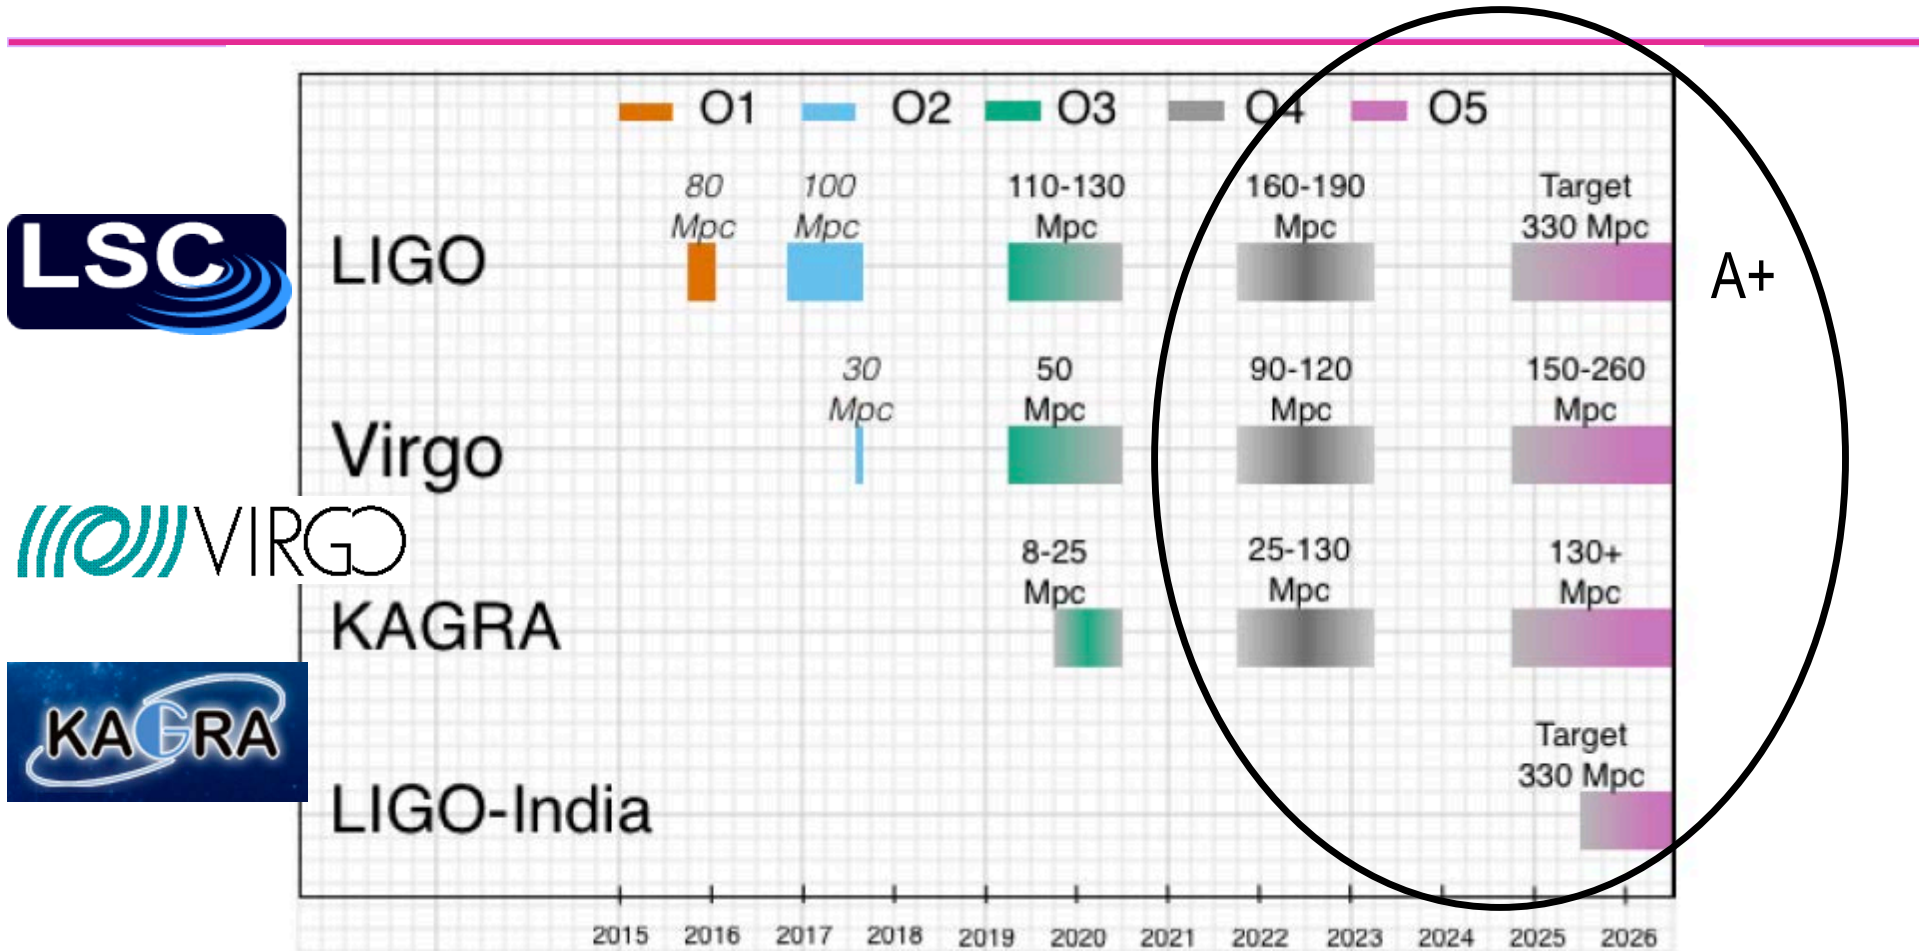 O1 O2 O3 O4 O5
80 100 110-130 160-190 Target
Mpc Mpc Mpc Mpc 330 Mpc
LSC
LIGO
A+
30 50 90-120 150-260
Mpc Mpc Mpc Mpc
Virgo
VIRGO
8-25 25-130 130+
Mpc Mpc Mpc
KAGRA
KAGRA
Target
330 Mpc
LIGO-India
2015 2016 2017 2018 2019 2020 2021 2022 2023 2024 2025 2026